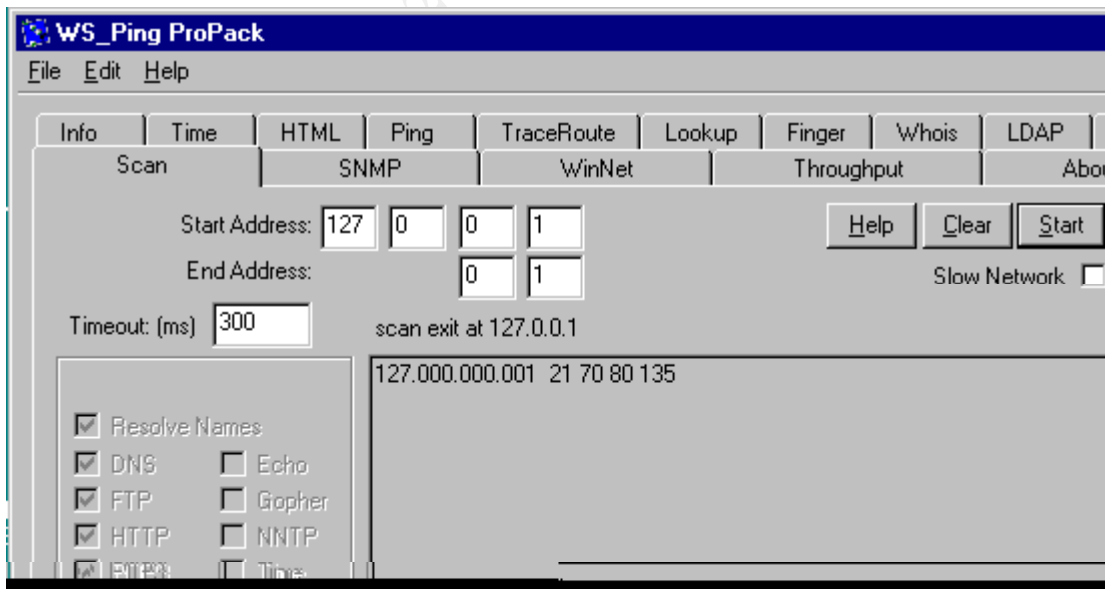 WS_Ping ProPack
File Edit Help
Info Time HTML Ping TraceRoute Lookup Finger Whois LDAP
Scan SNMP WinNet Throughput Abou
Start Address: 127 0 0 1 Help Clear Start
End Address: 0 1 Slow Network
Timeout: (ms) 300 scan exit at 127.0.0.1
127.000.000.001 21 70 80 135
Resolve Names
DNS Echo
FTP Gopher
HTTP NNTP
Time